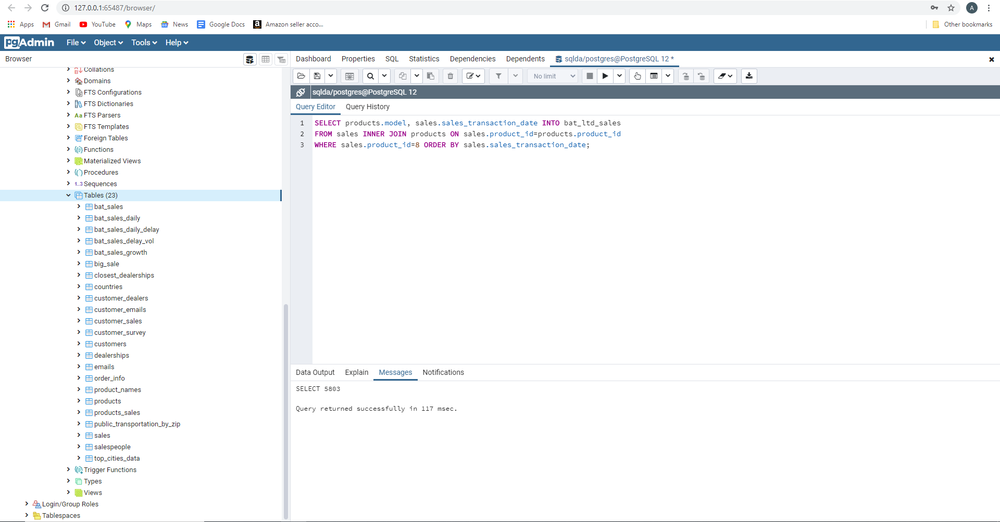 127.0.0.1:65487/browser/
A
Apps Gmail YouTube Maps News Google Docs a Amazon seller acco... Other bookmarks
pgAdmin File Object Tools Help
Browser
Dashboard Properties SQL Statistics Dependencies Dependents sqlda/postgres@PostgreSQL 12 *
No limit
sqlda/postgres@PostgreSQL 12
Query Editor Query History
1 SELECT products.model, sales.sales_transaction_date INTO bat_ltd_sales
2 FROM sales INNER JOIN products ON sales.product_id=products.product_id
3 WHERE sales.product_id=8 ORDER BY sales.sales_transaction_date;
Collations
Domains
FTS Configurations
FTS Dictionaries
Aa FTS Parsers
FTS Templates
Foreign Tables
Functions
Materialized Views
Procedures
1..3 Sequences
Tables (23)
bat_sales
bat_sales_daily
bat_sales_daily_delay
bat_sales_delay_vol
bat_sales_growth
big_sale
closest_dealerships
countries
customer_dealers
customer_emails
customer_sales
customer_survey
customers
dealerships
emails
order_info
product_names
products
products_sales
public_transportation_by_zip
sales
salespeople
top_cities_data
Trigger Functions
Types
Views
Login/Group Roles
Tablespaces
Data Output Explain Messages Notifications
SELECT 5803
Query returned successfully in 117 msec.